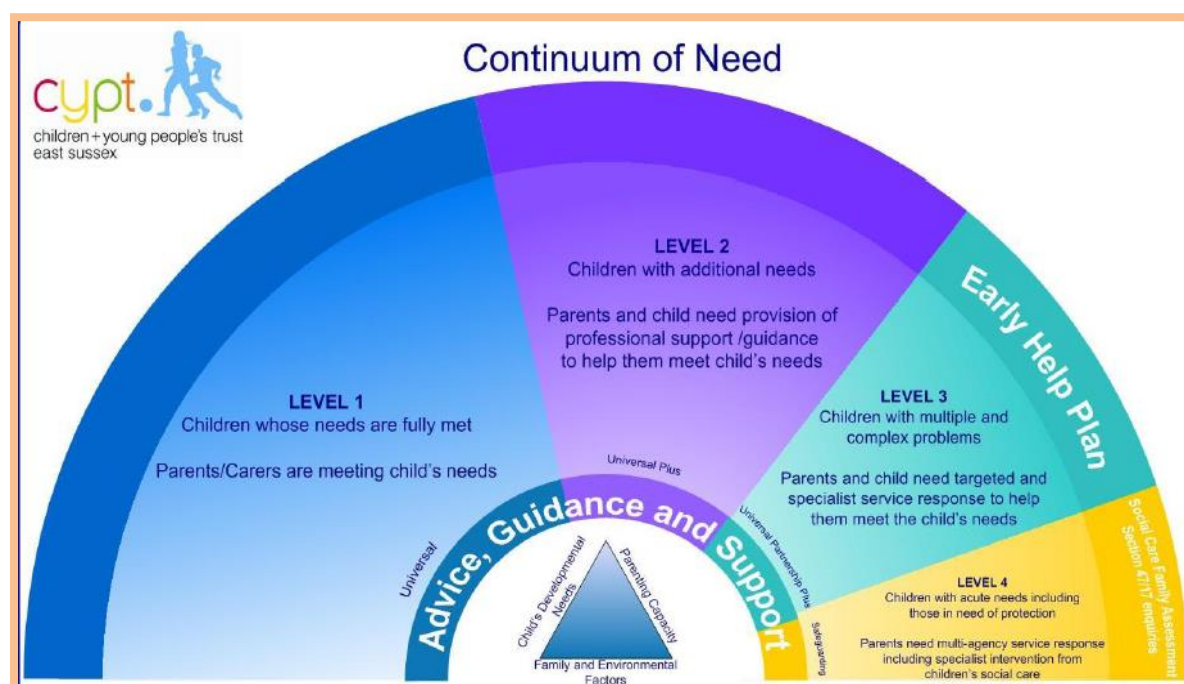 Continuum of Need
cypt.
children+young people's trust
east sussex
LEVEL 1
Children whose needs are fully met
Parents/Carers are meeting child's needs
LEVEL 2
Children with additional needs
Parents and child need provision of
professional support /guidance
to help them meet child's needs
LEVEL 3
Children with multiple and
complex problems
Parents and child need targeted and
specialist service response to help
them meet the child's needs
LEVEL 4
Children with acute needs including
those in need of protection
Parents need multi-agency service response
including specialist intervention from
children's social care
Early Help Plan
Social Care Family Assessment
Section 47/17 enquiries
Universal
Universal Plus
Universal Partnership Plus
Safeguarding
Advice, Guidance and Support
Child's Developmental
Needs
Parenting Capacity
Family and Environmental
Factors